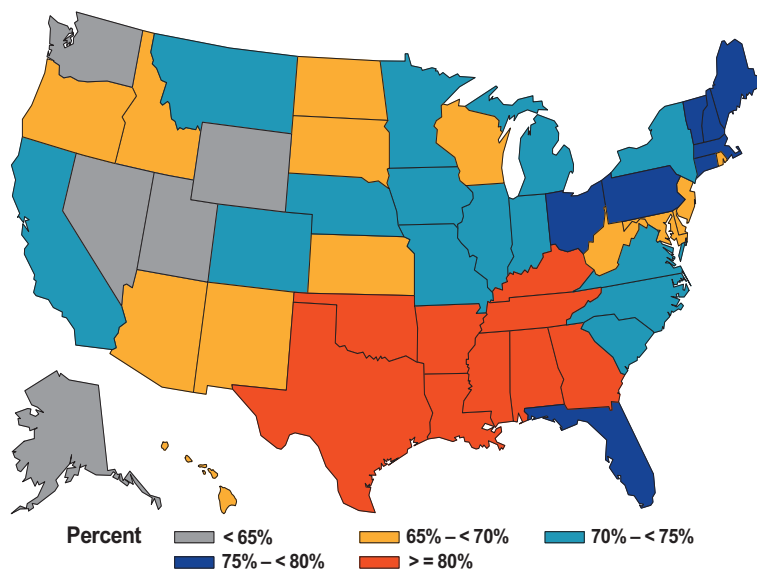 Percent < 65% 65% – < 70% 70% – < 75%
75% – < 80% > = 80%